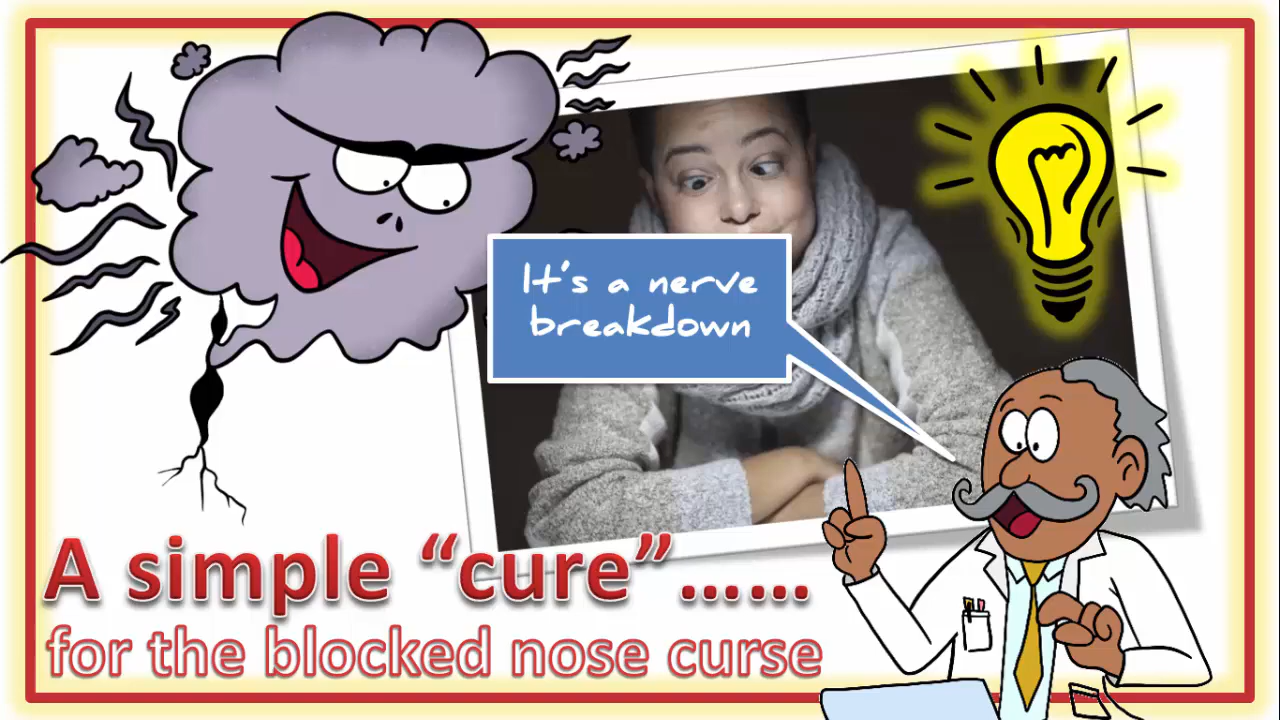 It's a nerve
breakdown
A simple “cure”......
for the blocked nose curse